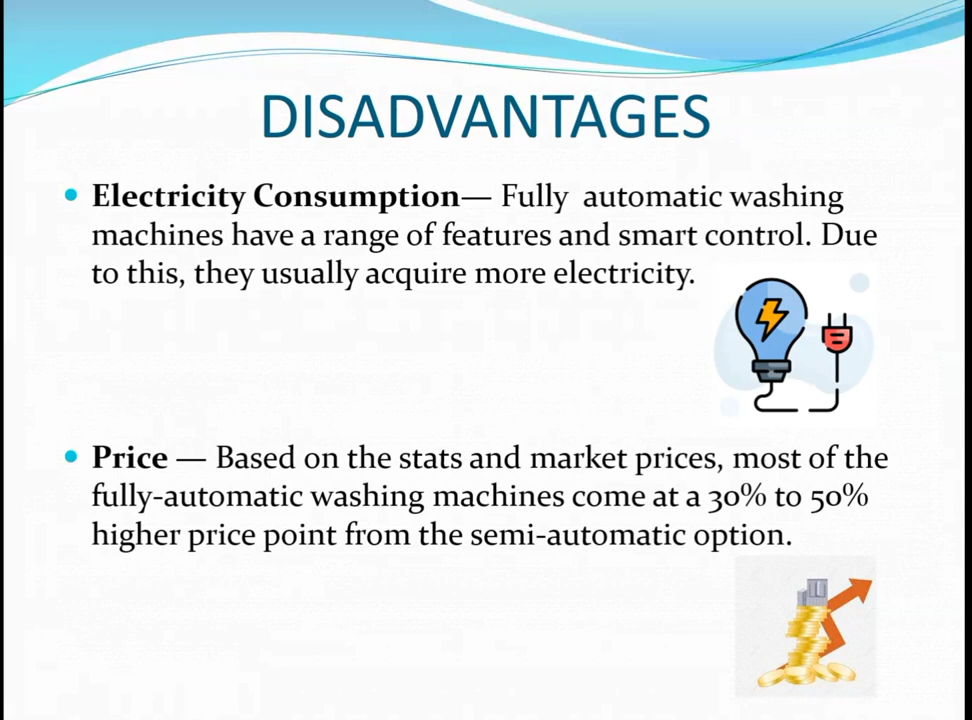 DISADVANTAGES
Electricity Consumption— Fully automatic washing
machines have a range of features and smart control. Due
to this, they usually acquire more electricity.
Price — Based on the stats and market prices, most of the
fully-automatic washing machines come at a 30% to 50%
higher price point from the semi-automatic option.